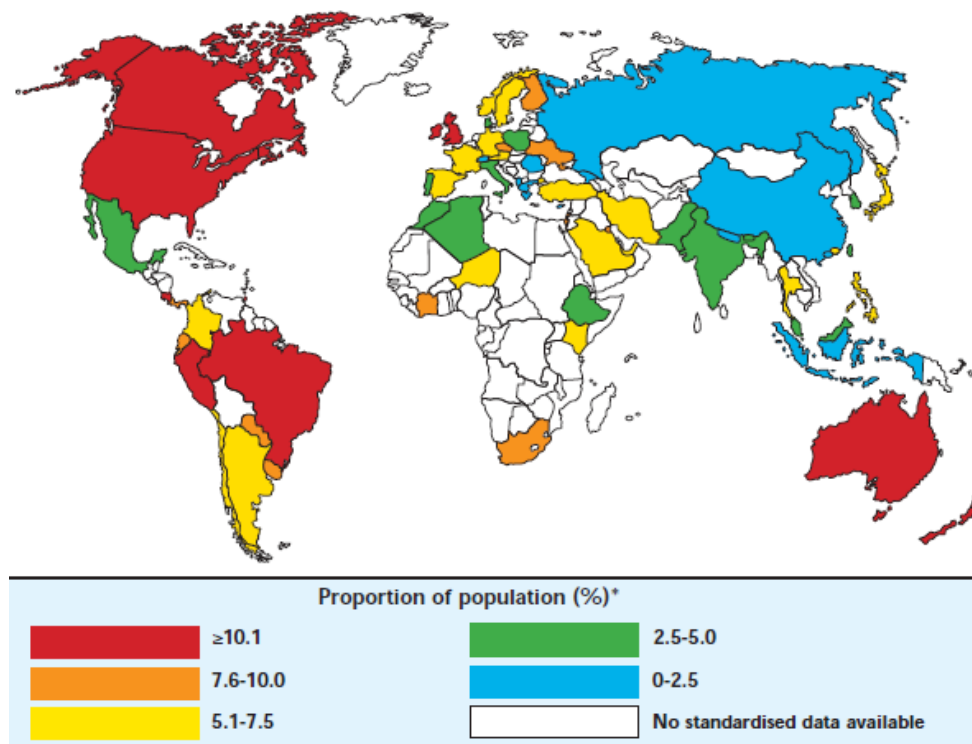 Proportion of population (%)*
≥10.1
7.6-10.0
5.1-7.5
2.5-5.0
0-2.5
No standardised data available